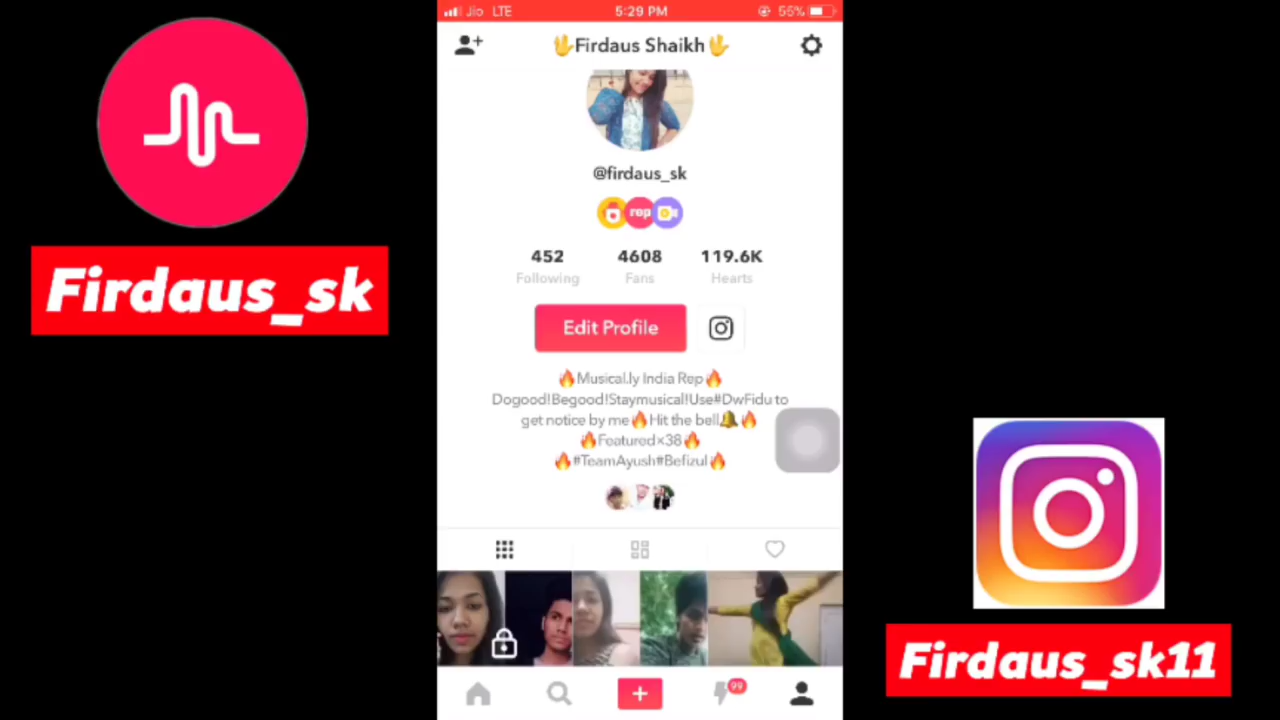 Jio LTE 5:29 PM 55%
🖖Firdaus Shaikh🖖
@firdaus_sk
rep
452 4608 119.6K
Following Fans Hearts
Edit Profile
🔥Musical.ly India Rep🔥
Dogood!Begood!Staymusical!Use#DwFidu to
get notice by me🔥Hit the bell🔔🔥
🔥Featured×38🔥
🔥#TeamAyush#Befizul🔥
99
Firdaus_sk
Firdaus_sk11